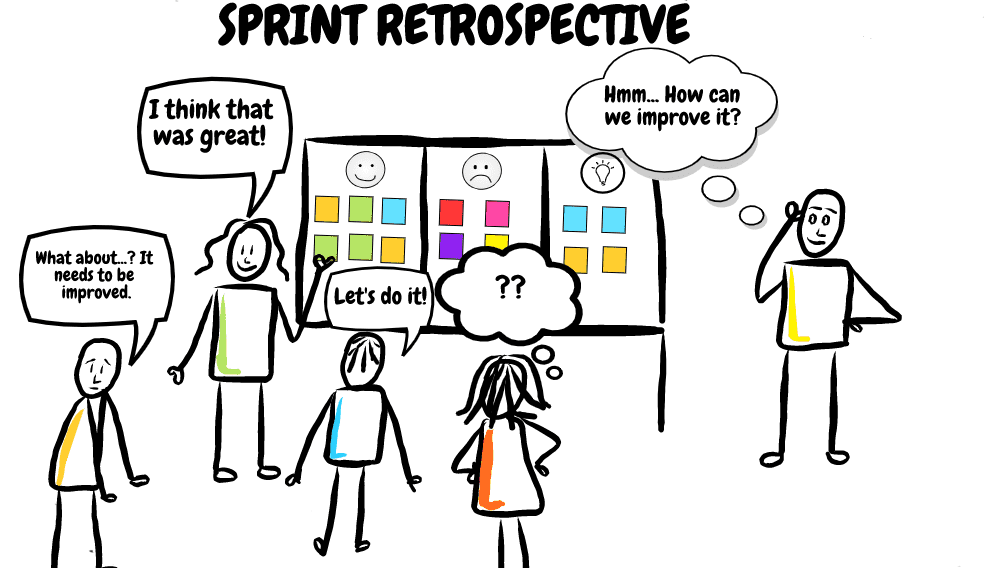 SPRINT RETROSPECTIVE
I think that
was great!
Hmm... How can
we improve it?
What about...? It
needs to be
improved.
Let's do it!
??